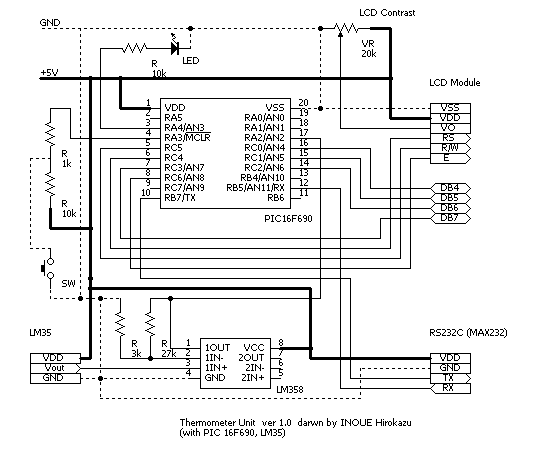 LCD Contrast
GND
VR
20k
LED
R
10k
+5V
LCD Module
1 VDD VSS 20
2 RA5 RA0/AN0 19
3 RA4/AN3 RA1/AN1 18
4 RA3/MCLR RA2/AN2 17
5 RC5 RC0/AN4 16
6 RC4 RC1/AN5 15
7 RC3/AN7 RC2/AN6 14
8 RC6/AN8 RB4/AN10 13
9 RC7/AN9 RB5/AN11/RX 12
10 RB7/TX RB6 11
PIC16F690
VSS
VDD
VO
RS
R/W
E
DB4
DB5
DB6
DB7
R
1k
R
10k
SW
LM35
VDD
Vout
GND
R
3k
R
27k
1 1OUT VCC 8
2 1IN- 2OUT 7
3 1IN+ 2IN- 6
4 GND 2IN+ 5
LM358
RS232C (MAX232)
VDD
GND
TX
RX
Thermometer Unit ver 1.0 darwn by INOUE Hirokazu
(with PIC 16F690, LM35)